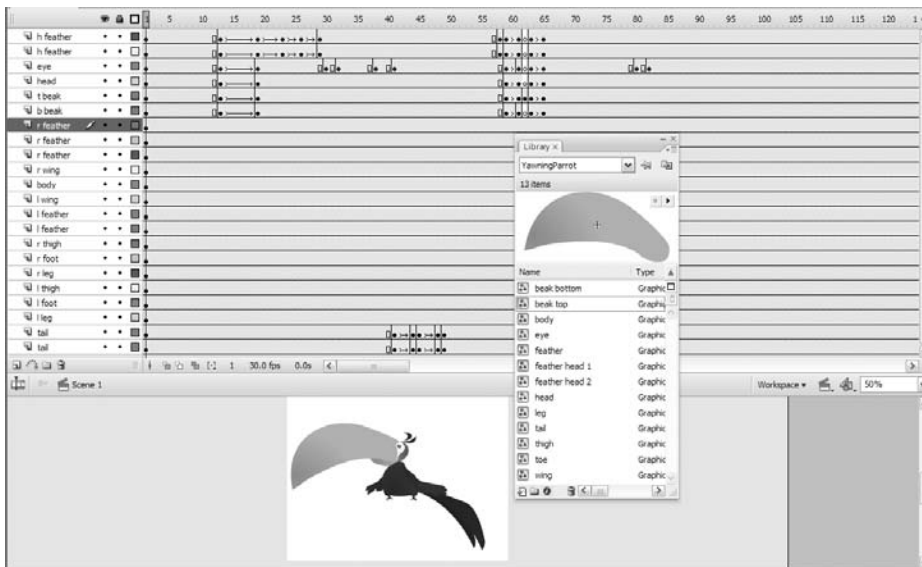 1 5 10 15 20 25 30 35 40 45 50 55 60 65 70 75 80 85 90 95 100 105 110 115 120 1
h feather
h feather
eye
head
t beak
b beak
r feather
r feather
r feather
r wing
body
l wing
l feather
l feather
r thigh
r foot
r leg
l thigh
l foot
l leg
tail
tail
1 30.0 fps 0.0s
Scene 1
Workspace
50%
Library x
YawningParrot
13 items
Name Type
beak bottom Graphic
beak top Graphic
body Graphic
eye Graphic
feather Graphic
feather head 1 Graphic
feather head 2 Graphic
head Graphic
leg Graphic
tail Graphic
thigh Graphic
toe Graphic
wing Graphic